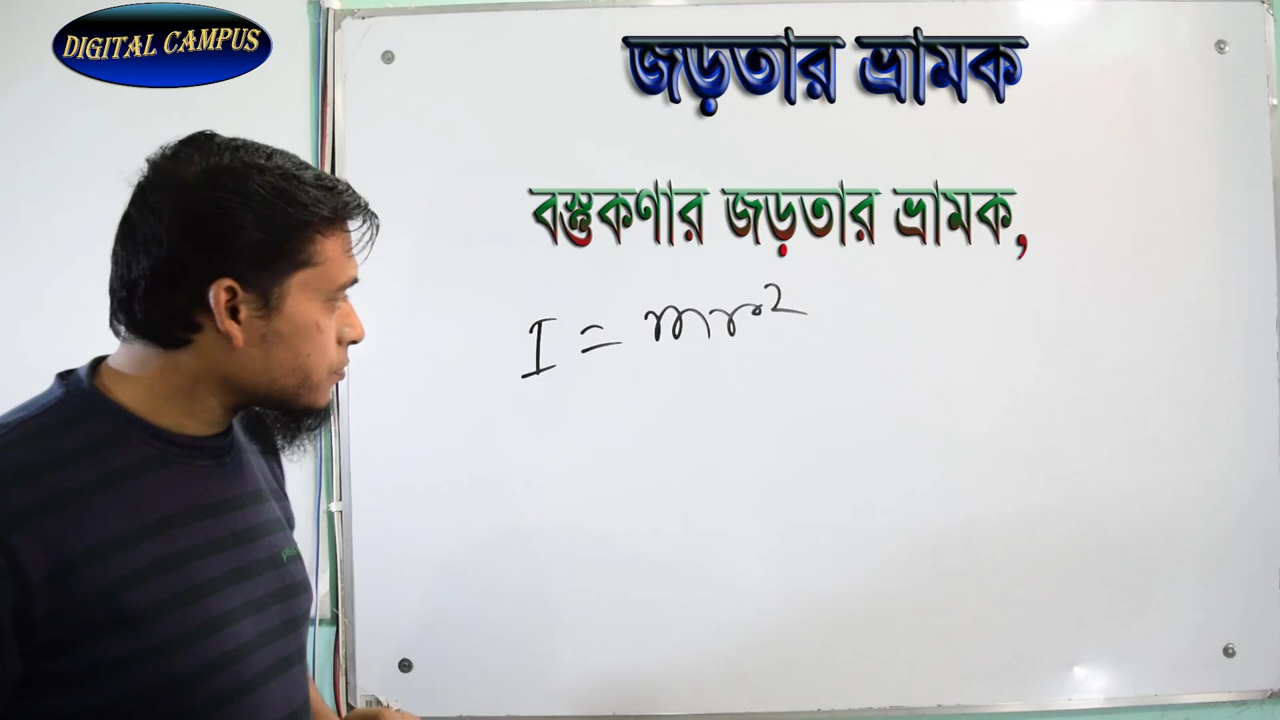 DIGITAL CAMPUS
জড়তার ভ্রামক
বস্তুকণার জড়তার ভ্রামক,
I = mr²